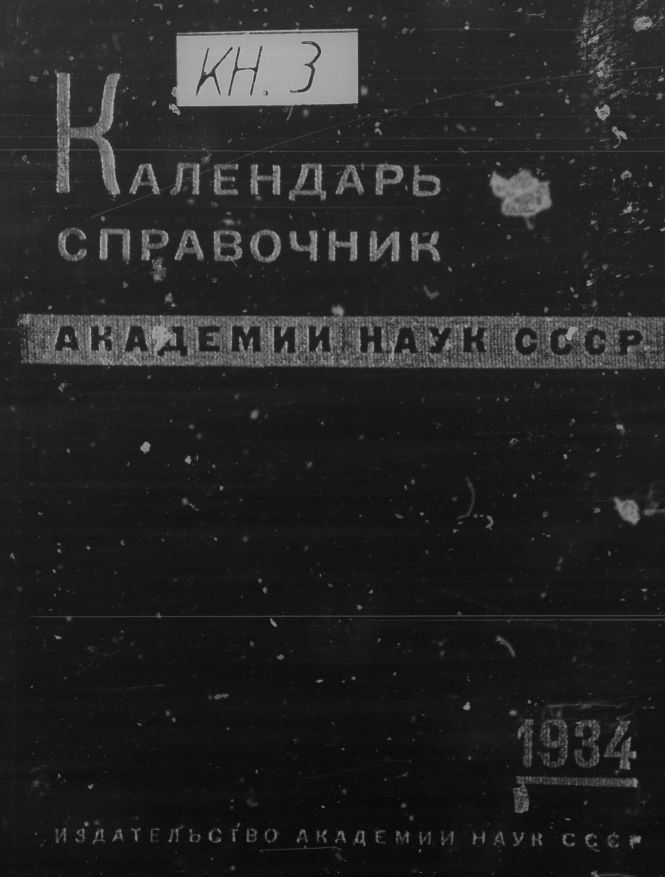 КН. 3
КАЛЕНДАРЬ
СПРАВОЧНИК
АКАДЕМИИ НАУК СССР
1934
ИЗДАТЕЛЬСТВО АКАДЕМИИ НАУК СССР